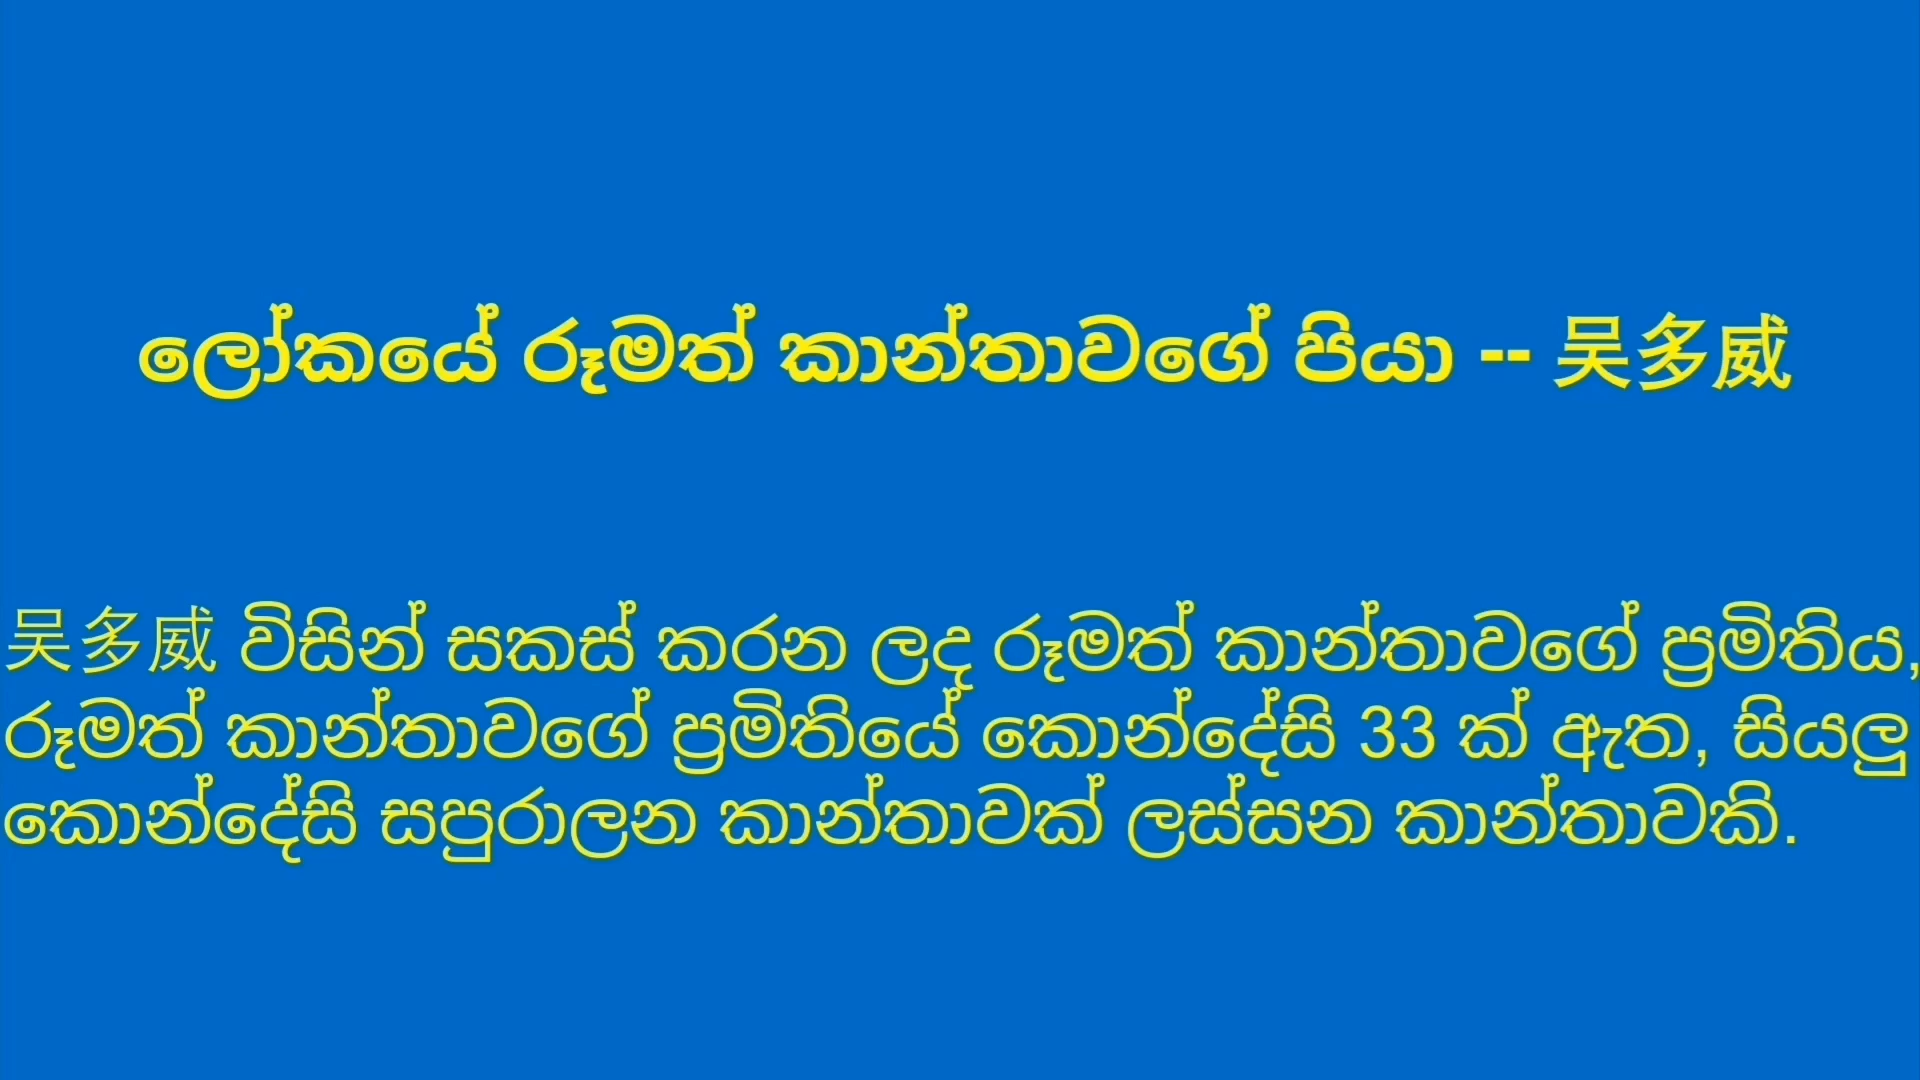 ලෝකයේ රූමත් කාන්තාවගේ පියා -- 吴多威
吴多威 විසින් සකස් කරන ලද රූමත් කාන්තාවගේ ප්‍රමිතිය,
රූමත් කාන්තාවගේ ප්‍රමිතියේ කොන්දේසි 33 ක් ඇත, සියලු
කොන්දේසි සපුරාලන කාන්තාවක් ලස්සන කාන්තාවකි.